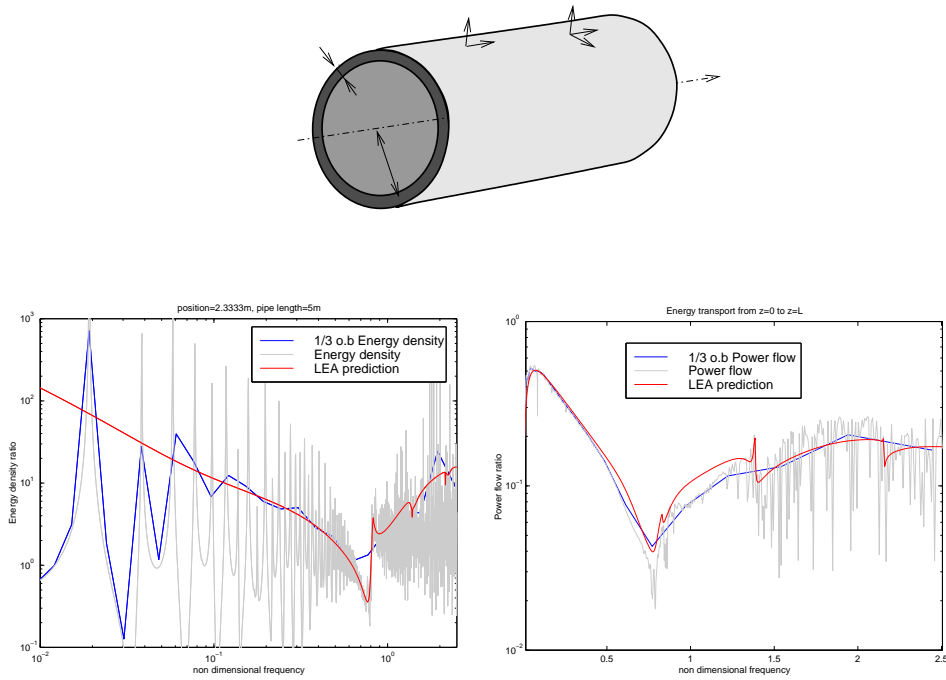 position=2.3333m, pipe length=5m
Energy density ratio
10^3
10^2
10^1
10^0
10^-1
1/3 o.b Energy density
Energy density
LEA prediction
10^-2
10^-1
10^0
non dimensional frequency
Energy transport from z=0 to z=L
Power flow ratio
10^0
10^-1
10^-2
1/3 o.b Power flow
Power flow
LEA prediction
0.5
1
1.5
2
2.5
non dimensional frequency